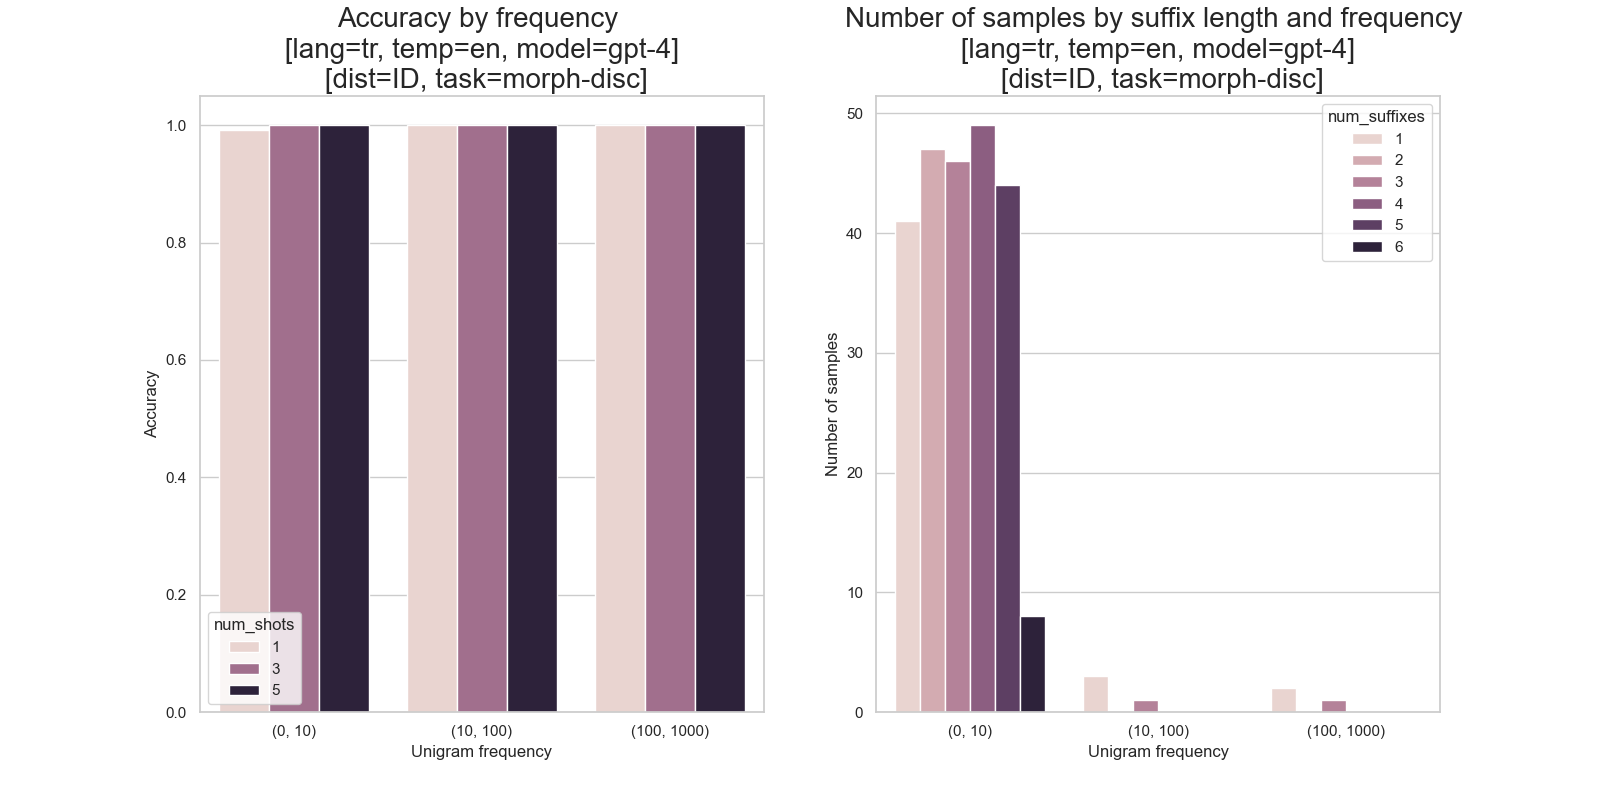 Accuracy by frequency
[lang=tr, temp=en, model=gpt-4]
[dist=ID, task=morph-disc]
1.0
0.8
0.6
0.4
0.2
0.0
Accuracy
num_shots
1
3
5
(0, 10)
(10, 100)
(100, 1000)
Unigram frequency
Number of samples by suffix length and frequency
[lang=tr, temp=en, model=gpt-4]
[dist=ID, task=morph-disc]
50
40
30
20
10
0
Number of samples
num_suffixes
1
2
3
4
5
6
(0, 10)
(10, 100)
(100, 1000)
Unigram frequency